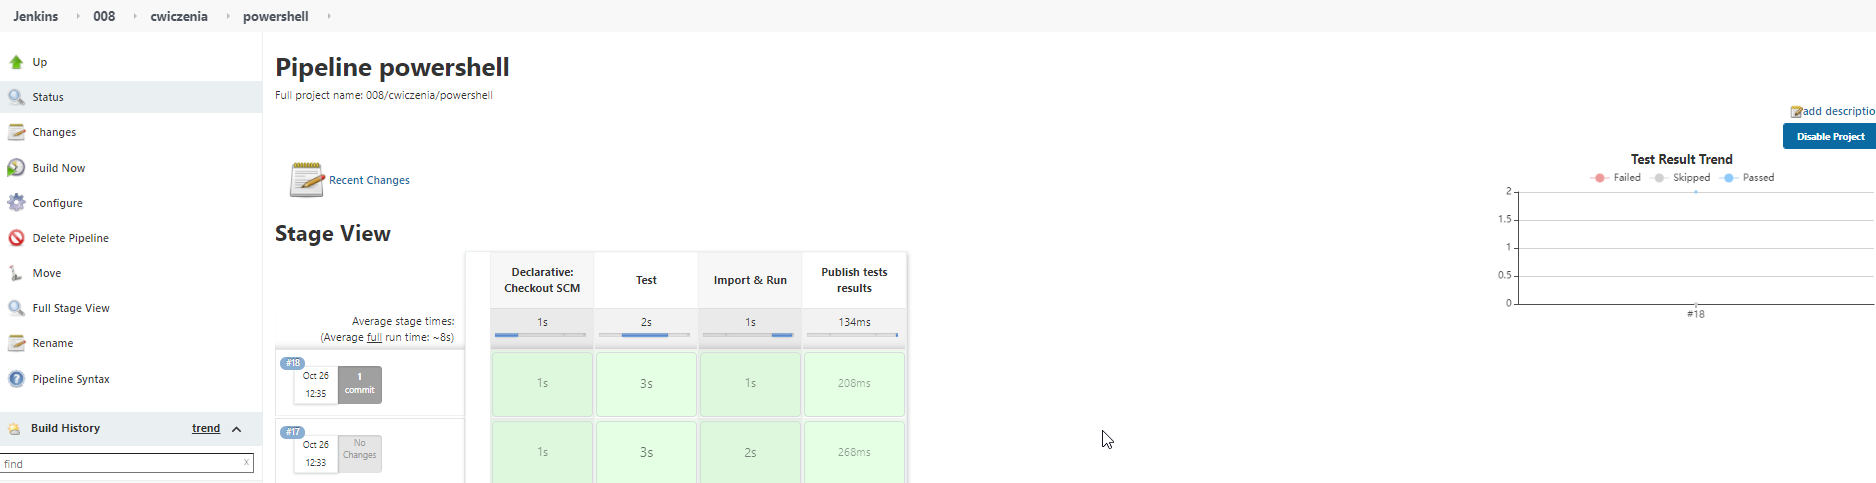 Jenkins 008 cwiczenia powershell
Up
Status
Changes
Build Now
Configure
Delete Pipeline
Move
Full Stage View
Rename
Pipeline Syntax
Build History trend
find x
Pipeline powershell
Full project name: 008/cwiczenia/powershell
Recent Changes
Stage View
Declarative:
Checkout SCM
Test
Import & Run
Publish tests
results
Average stage times:
(Average full run time: ~8s)
1s 2s 1s 134ms
#18
Oct 26
12:35
1
commit
1s 3s 1s 208ms
#17
Oct 26
12:33
No
Changes
1s 3s 2s 268ms
add descriptio
Disable Project
Test Result Trend
Failed Skipped Passed
2
1.5
1
0.5
0
#18